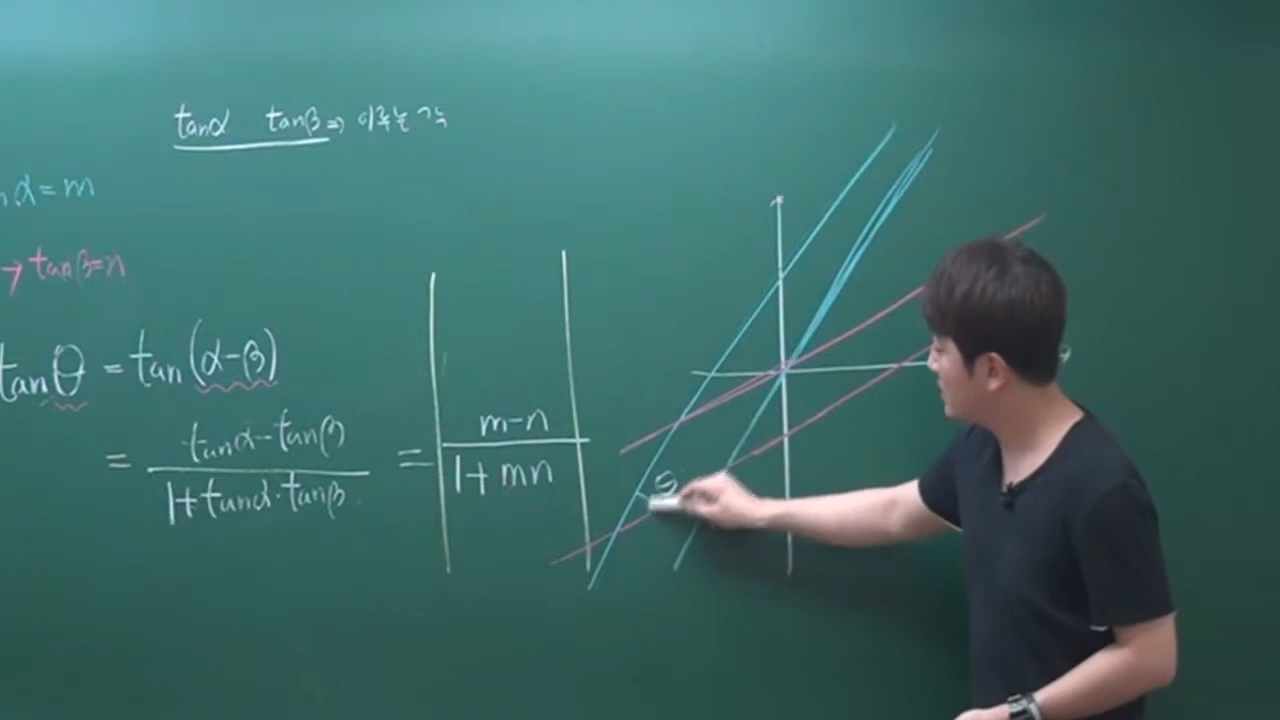 tanα tanβ ⇒ 이루는 각
n α = m
→ tanβ = n
tanθ = tan(α-β)
= tanα - tanβ / 1 + tanα · tanβ = | m-n / 1+mn |
θ